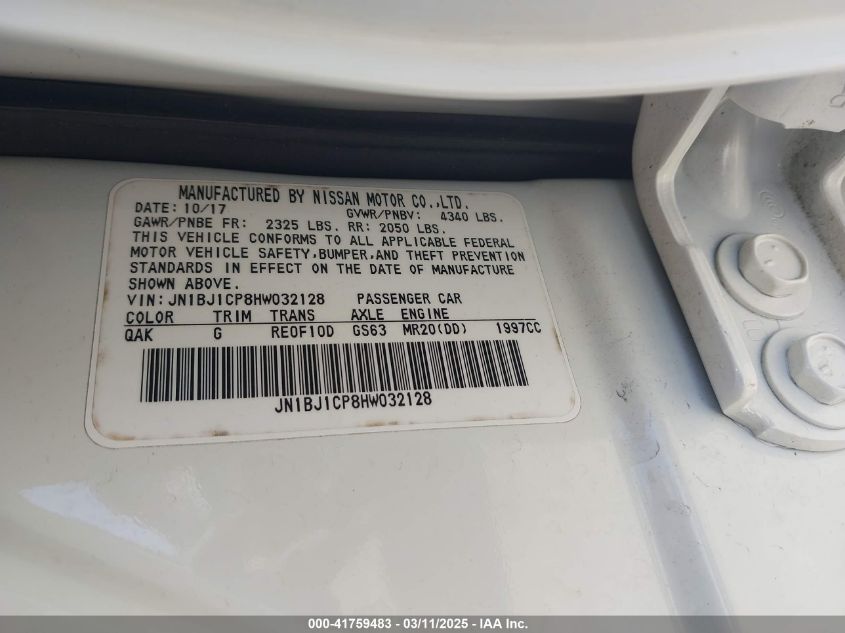 MANUFACTURED BY NISSAN MOTOR CO.,LTD.
DATE: 10/17 GVWR/PNBV: 4340 LBS.
GAWR/PNBE FR: 2325 LBS. RR: 2050 LBS.
THIS VEHICLE CONFORMS TO ALL APPLICABLE FEDERAL
MOTOR VEHICLE SAFETY,BUMPER,AND THEFT PREVENTION
STANDARDS IN EFFECT ON THE DATE OF MANUFACTURE
SHOWN ABOVE.
VIN: JN1BJ1CP8HW032128 PASSENGER CAR
COLOR TRIM TRANS AXLE ENGINE
QAK G RE0F10D GS63 MR20(DD) 1997CC
JN1BJ1CP8HW032128
000-41759483 - 03/11/2025 - IAA Inc.